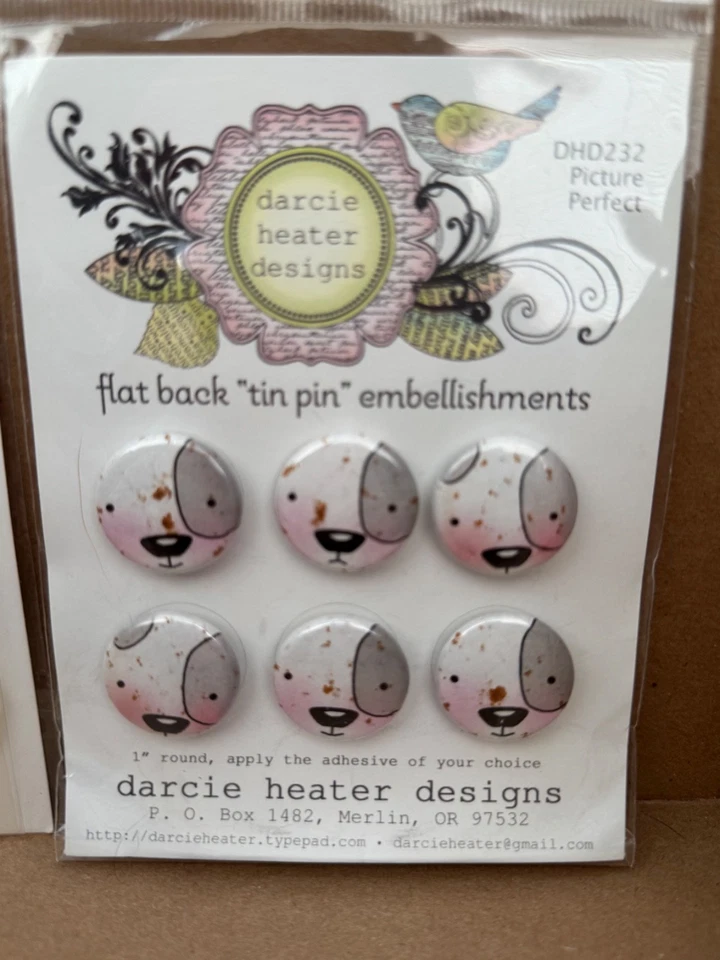 darcie
heater
designs
DHD232
Picture
Perfect
flat back "tin pin" embellishments
1" round, apply the adhesive of your choice
darcie heater designs
P. O. Box 1482, Merlin, OR 97532
http://darcieheater.typepad.com • darcieheater@gmail.com